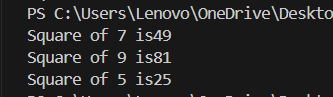 PS C:\Users\Lenovo\OneDrive\Deskto
Square of 7 is49
Square of 9 is81
Square of 5 is25